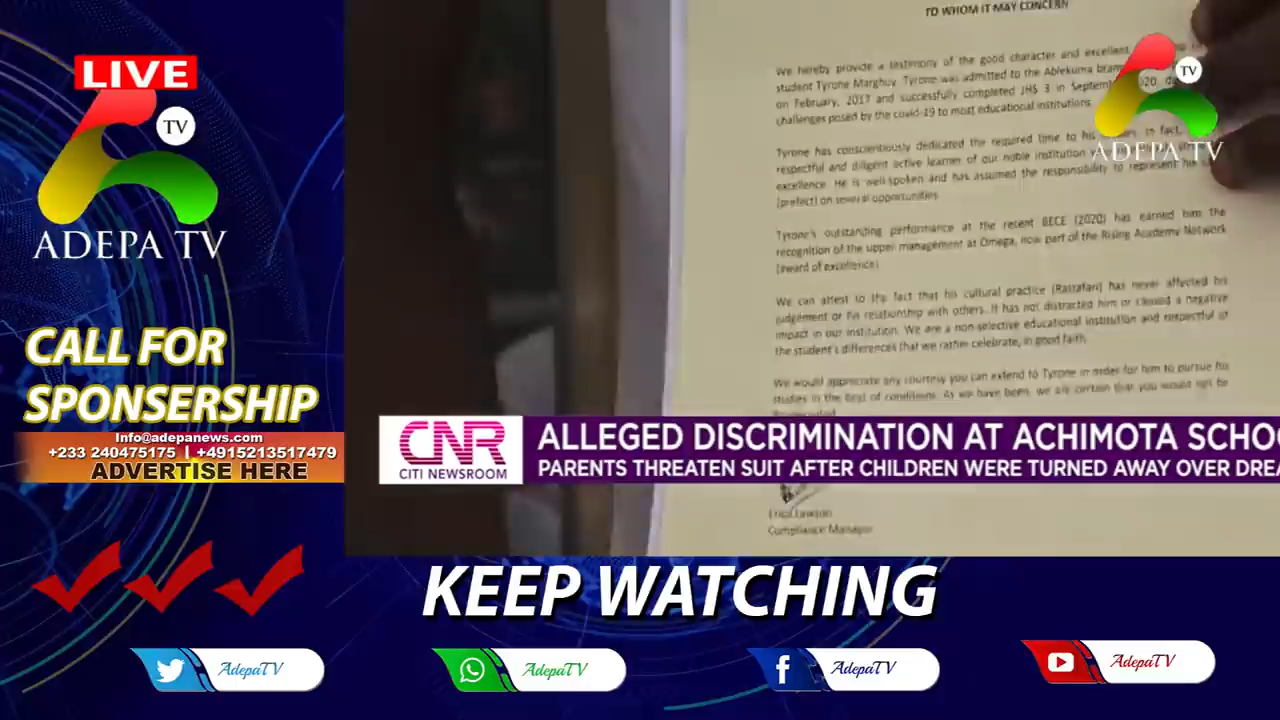 LIVE
TV
ADEPA TV
CALL FOR
SPONSERSHIP
Info@adepanews.com
+233 240475175 | +4915213517479
ADVERTISE HERE
TO WHOM IT MAY CONCERN
We hereby provide a testimony of the good character and excellent
student Tyrone Marghuy. Tyrone was admitted to the Ablekuma
on February, 2017 and successfully completed JHS 3 in 2020,
challenges posed by the covid-19 to most educational institutions.
Tyrone has conscientiously dedicated the required time to his In fact,
respectful and diligent active learner of our noble institution
excellence. He is well-spoken and has assumed the responsibility to represent his
(prefect) on several opportunities.
Tyrone's outstanding performance at the recent BECE (2020) has earned him the
recognition of the upper management at Omega, now part of the Rising Academy Network
(award of excellence)
We can attest to the fact that his cultural practice (Rastafari) has never affected his
judgement or his relationship with others. It has not distracted him or caused a negative
impact in our institution. We are a non-selective educational institution and respectful of
the student's differences that we rather celebrate, in good faith.
We would appreciate any courtesy you can extend to Tyrone in order for him to pursue his
studies in the best of conditions. As we have been, we are certain that you would not be
TV
ADEPA TV
CNR
CITI NEWSROOM
ALLEGED DISCRIMINATION AT ACHIMOTA SCHO
PARENTS THREATEN SUIT AFTER CHILDREN WERE TURNED AWAY OVER DREA
Compliance Manager
KEEP WATCHING
AdepaTV
AdepaTV
AdepaTV
AdepaTV